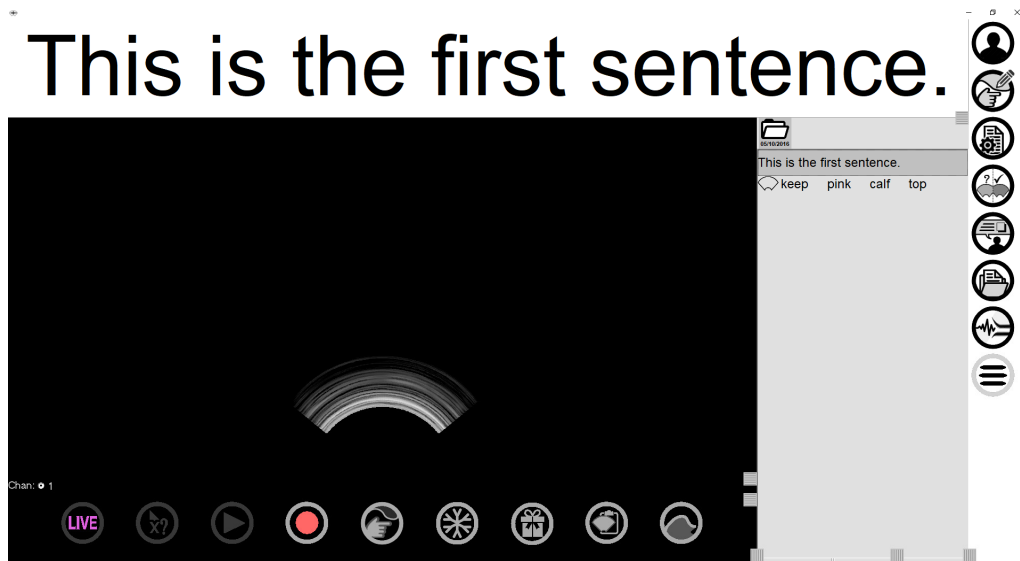 This is the first sentence.
05/10/2016
This is the first sentence.
keep pink calf top
Chan: 1
LIVE
x?
? ✓